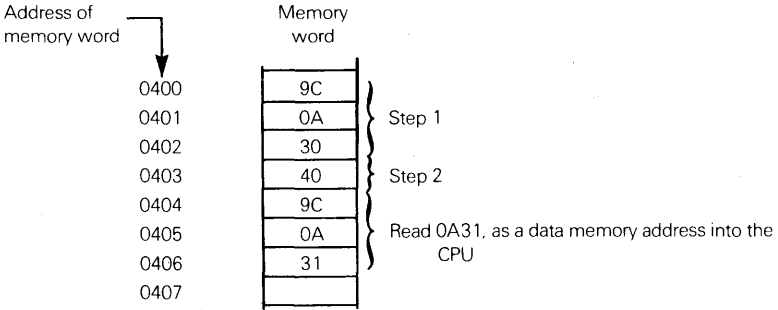 Address of Memory
memory word word
0400 9C
0401 0A Step 1
0402 30
0403 40 Step 2
0404 9C
0405 0A Read 0A31, as a data memory address into the
0406 31 CPU
0407